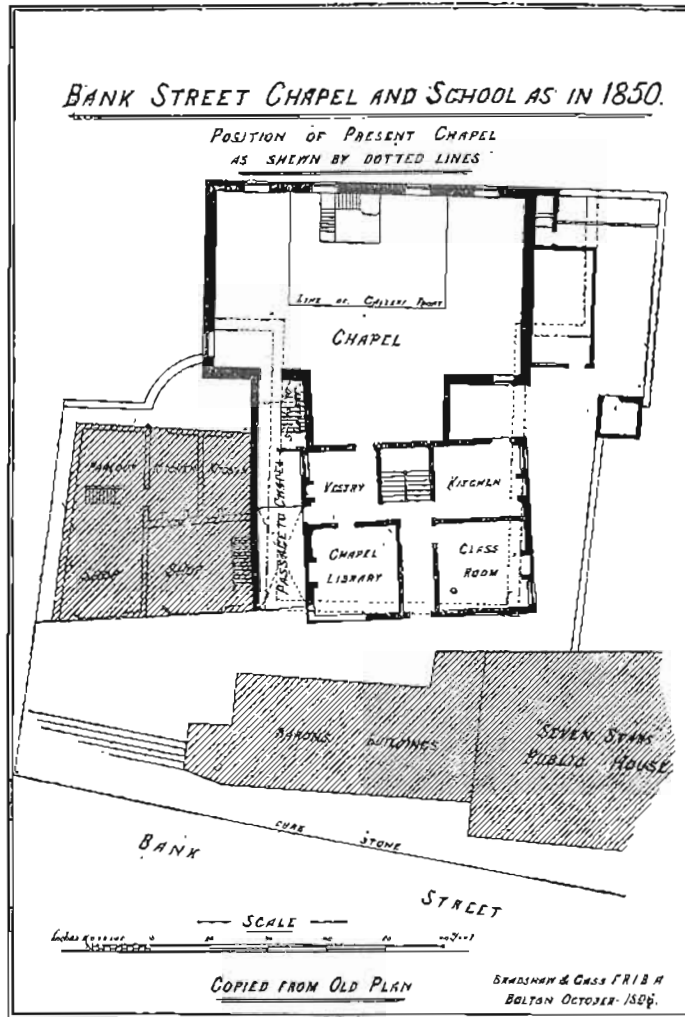 BANK STREET CHAPEL AND SCHOOL AS IN 1850.
POSITION OF PRESENT CHAPEL
AS SHEWN BY DOTTED LINES
LINE OF GALLERY FRONT
CHAPEL
PASSAGE TO CHAPEL
VESTRY
KITCHEN
CHAPEL
LIBRARY
CLASS
ROOM
SHOP
SHOP
BARONS BUILDINGS
SEVEN STARS
PUBLIC HOUSE
CURB STONE
BANK
STREET
SCALE
COPIED FROM OLD PLAN
BRADSHAW & GASS F.R.I.B.A
BOLTON OCTOBER